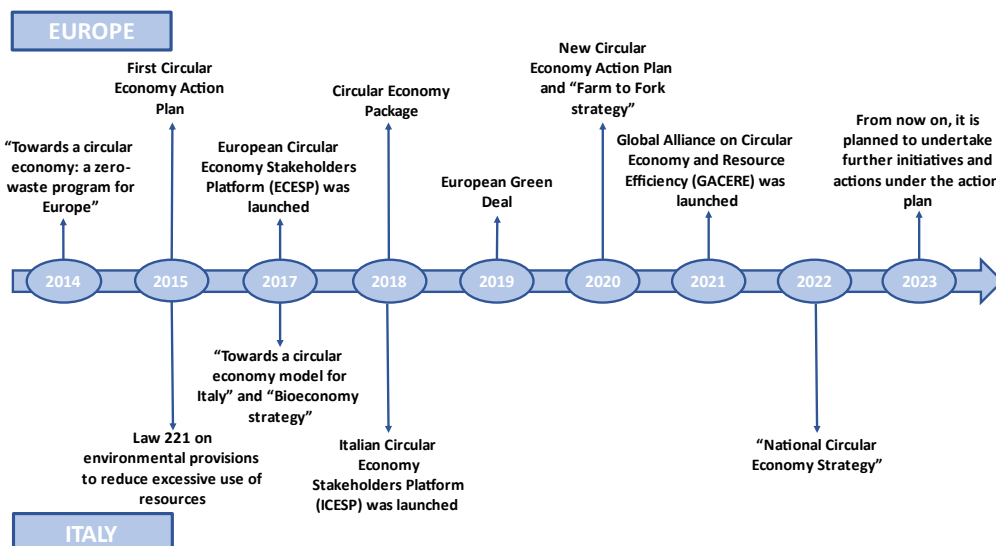 EUROPE
First Circular
Economy Action
Plan
"Towards a circular
economy: a zero-
waste program for
Europe"
European Circular
Economy Stakeholders
Platform (ECESP) was
launched
Circular Economy
Package
European Green
Deal
New Circular
Economy Action Plan
and "Farm to Fork
strategy"
Global Alliance on Circular
Economy and Resource
Efficiency (GACERE) was
launched
From now on, it is
planned to undertake
further initiatives and
actions under the action
plan
2014
2015
2017
2018
2019
2020
2021
2022
2023
Law 221 on
environmental provisions
to reduce excessive use of
resources
"Towards a circular
economy model for
Italy" and "Bioeconomy
strategy"
Italian Circular
Economy
Stakeholders Platform
(ICESP) was launched
"National Circular
Economy Strategy"
ITALY